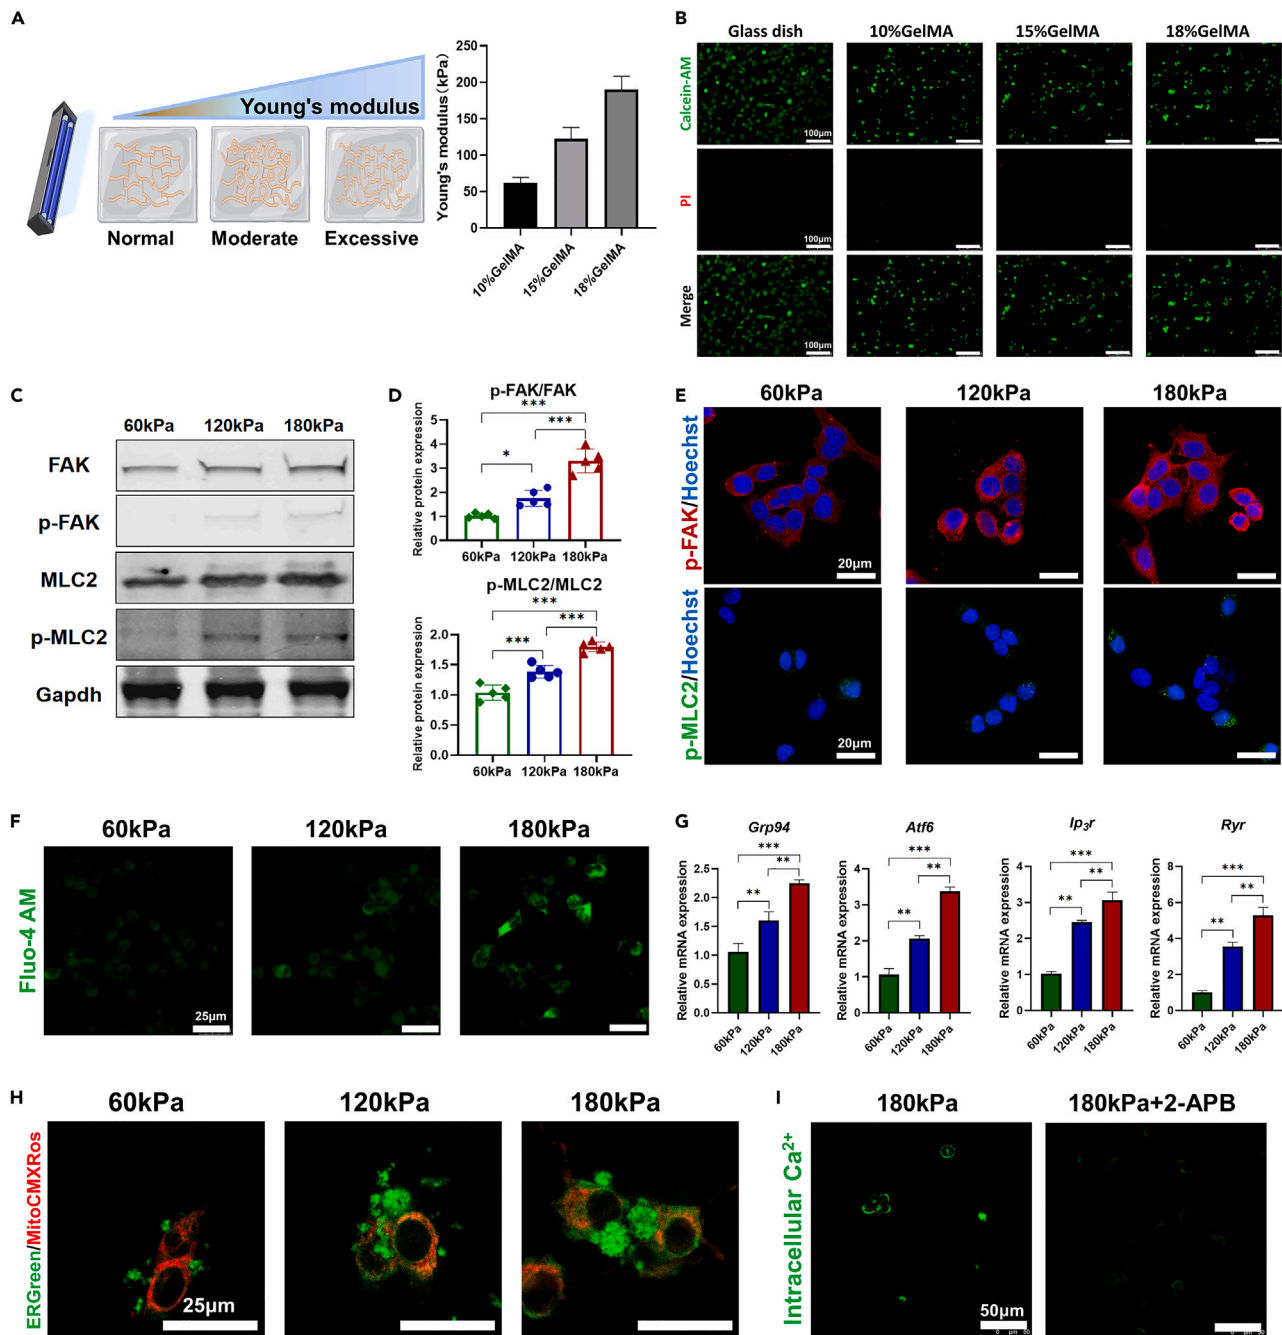 A
Young's modulus
Normal
Moderate
Excessive
Young's modulus(kPa)
250
200
150
100
50
0
10%GelMA
15%GelMA
18%GelMA
B
Glass dish
10%GelMA
15%GelMA
18%GelMA
Calcein-AM
100μm
PI
100μm
Merge
100μm
C
60kPa
120kPa
180kPa
FAK
p-FAK
MLC2
p-MLC2
Gapdh
D
p-FAK/FAK
Relative protein expression
5
4
3
2
1
0
***
***
*
60kPa
120kPa
180kPa
p-MLC2/MLC2
Relative protein expression
2.0
1.5
1.0
0.5
0.0
***
***
***
60kPa
120kPa
180kPa
E
60kPa
120kPa
180kPa
p-FAK/Hoechst
20μm
p-MLC2/Hoechst
20μm
F
60kPa
120kPa
180kPa
Fluo-4 AM
25μm
G
Grp94
Relative mRNA expression
2.5
2.0
1.5
1.0
0.5
0.0
***
**
**
60kPa
120kPa
180kPa
Atf6
Relative mRNA expression
4
3
2
1
0
***
**
**
60kPa
120kPa
180kPa
Ip₃r
Relative mRNA expression
4
3
2
1
0
***
**
**
60kPa
120kPa
180kPa
Ryr
Relative mRNA expression
8
6
4
2
0
***
**
**
60kPa
120kPa
180kPa
H
60kPa
120kPa
180kPa
ERGreen/MitoCMXRos
25μm
I
180kPa
180kPa+2-APB
Intracellular Ca²⁺
50μm
0 μm 50